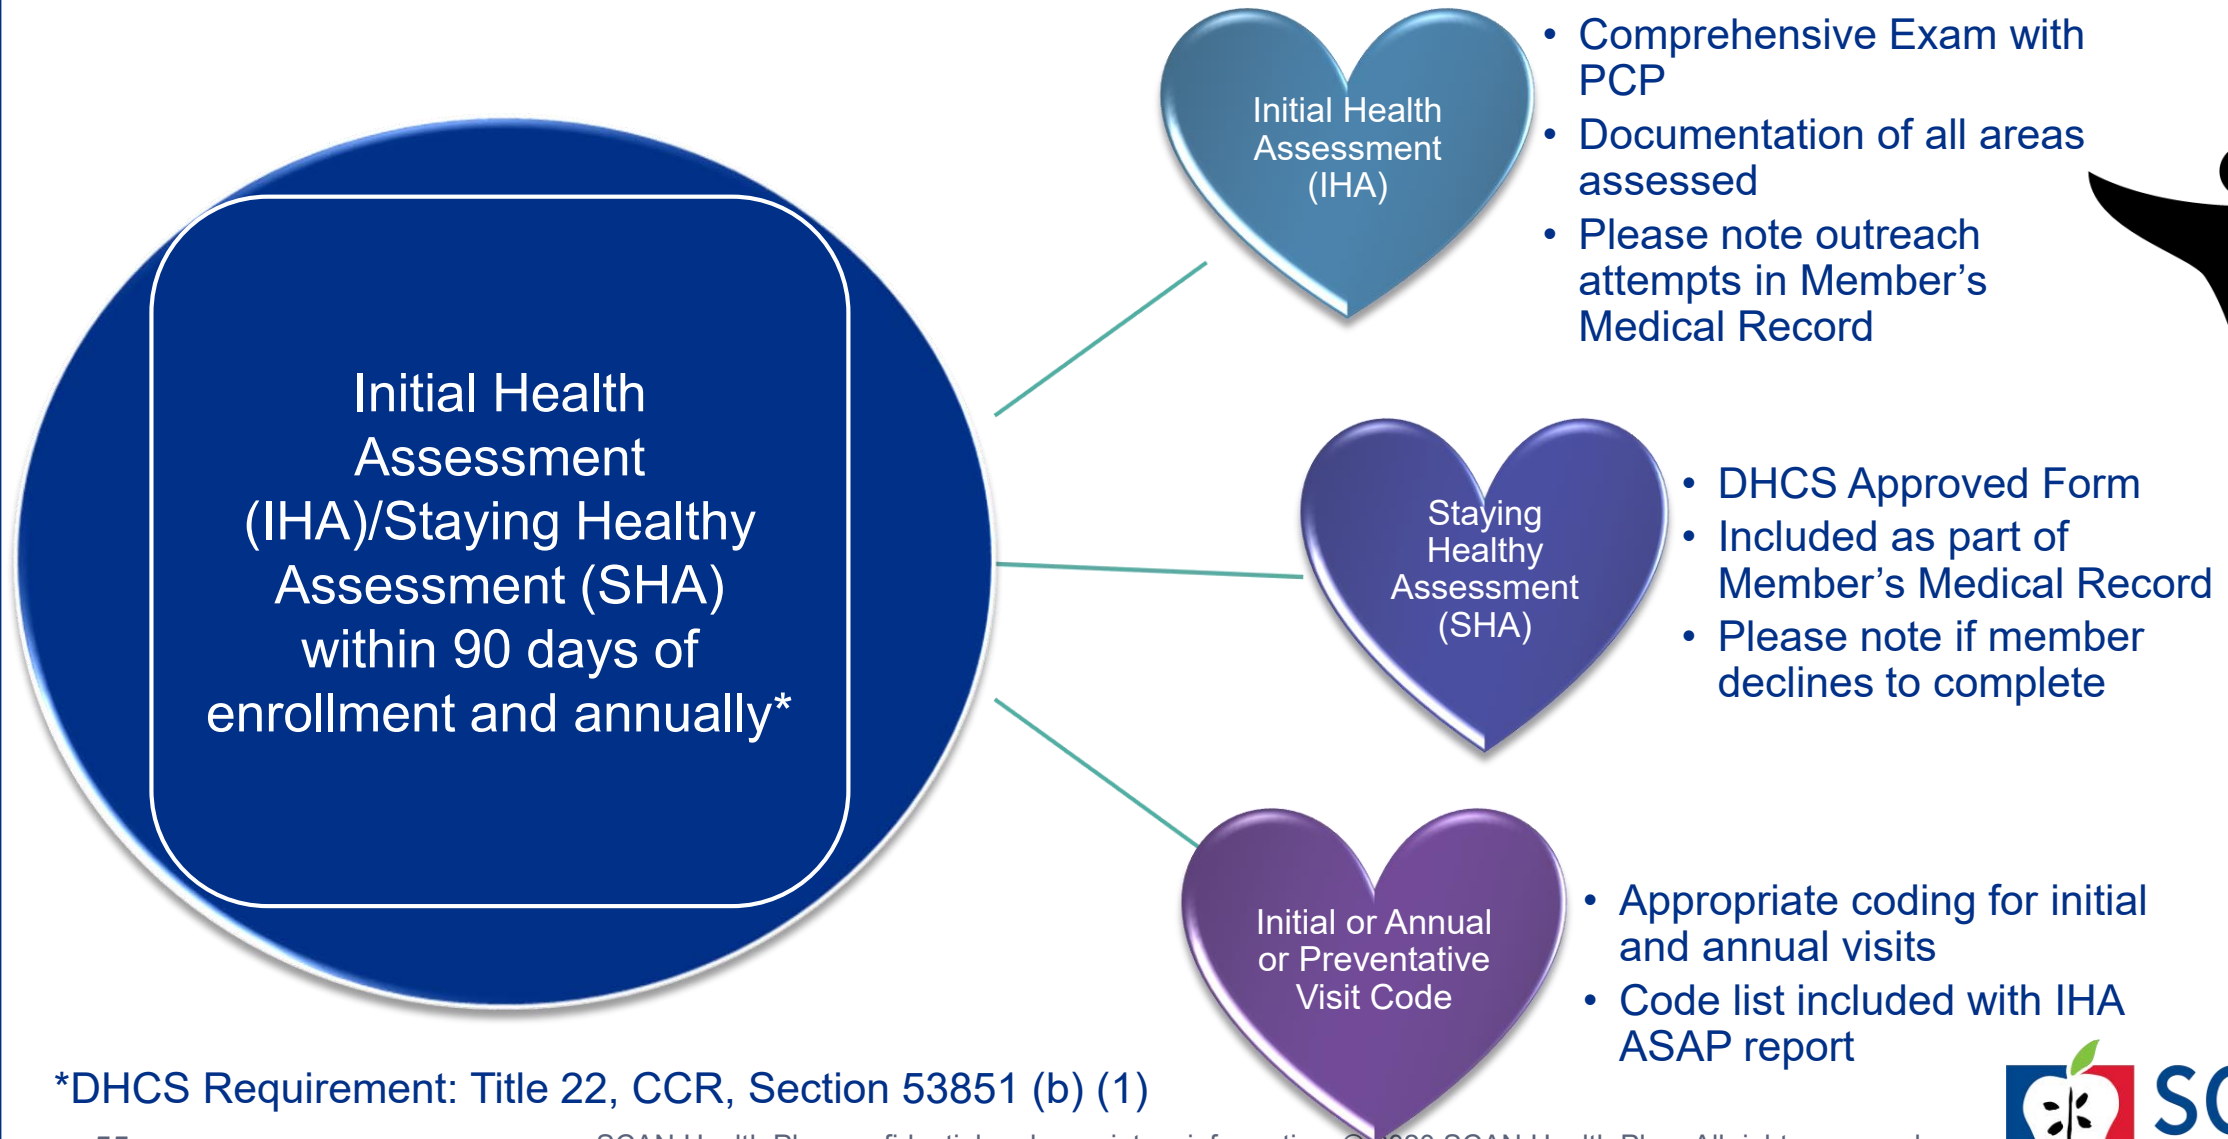 Initial Health
Assessment
(IHA)/Staying Healthy
Assessment (SHA)
within 90 days of
enrollment and annually*
Initial Health
Assessment
(IHA)
• Comprehensive Exam with
PCP
• Documentation of all areas
assessed
• Please note outreach
attempts in Member’s
Medical Record
Staying
Healthy
Assessment
(SHA)
• DHCS Approved Form
• Included as part of
Member’s Medical Record
• Please note if member
declines to complete
Initial or Annual
or Preventative
Visit Code
• Appropriate coding for initial
and annual visits
• Code list included with IHA
ASAP report
*DHCS Requirement: Title 22, CCR, Section 53851 (b) (1)